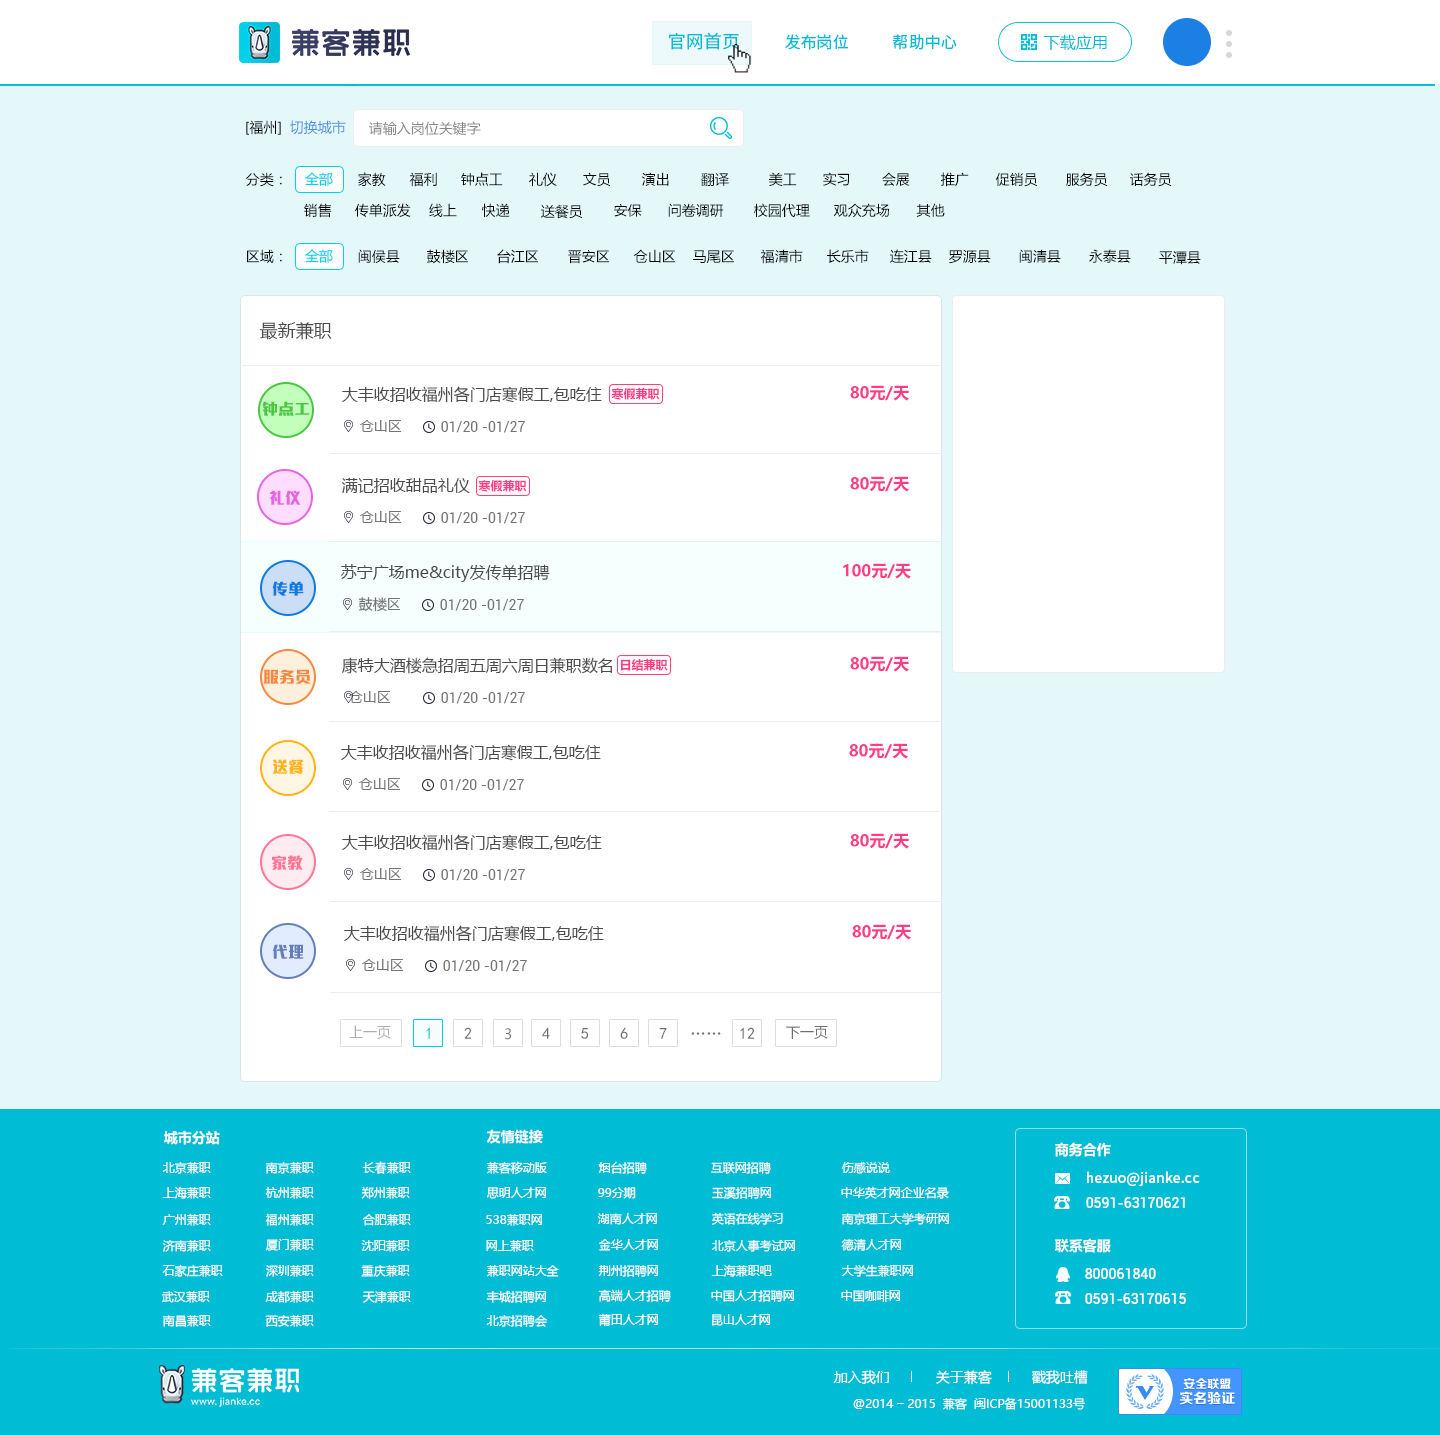 兼客兼职 官网首页 发布岗位 帮助中心 下载应用
[福州] 切换城市 请输入岗位关键字
分类： 全部 家教 福利 钟点工 礼仪 文员 演出 翻译 美工 实习 会展 推广 促销员 服务员 话务员
销售 传单派发 线上 快递 送餐员 安保 问卷调研 校园代理 观众充场 其他
区域： 全部 闽侯县 鼓楼区 台江区 晋安区 仓山区 马尾区 福清市 长乐市 连江县 罗源县 闽清县 永泰县 平潭县
最新兼职
钟点工
大丰收招收福州各门店寒假工,包吃住 寒假兼职 80元/天
仓山区 01/20 -01/27
礼仪
满记招收甜品礼仪 寒假兼职 80元/天
仓山区 01/20 -01/27
传单
苏宁广场me&city发传单招聘 100元/天
鼓楼区 01/20 -01/27
服务员
康特大酒楼急招周五周六周日兼职数名 日结兼职 80元/天
仓山区 01/20 -01/27
送餐
大丰收招收福州各门店寒假工,包吃住 80元/天
仓山区 01/20 -01/27
家教
大丰收招收福州各门店寒假工,包吃住 80元/天
仓山区 01/20 -01/27
代理
大丰收招收福州各门店寒假工,包吃住 80元/天
仓山区 01/20 -01/27
上一页 1 2 3 4 5 6 7 …… 12 下一页
城市分站
北京兼职 南京兼职 长春兼职
上海兼职 杭州兼职 郑州兼职
广州兼职 福州兼职 合肥兼职
济南兼职 厦门兼职 沈阳兼职
石家庄兼职 深圳兼职 重庆兼职
武汉兼职 成都兼职 天津兼职
南昌兼职 西安兼职
友情链接
兼客移动版 烟台招聘 互联网招聘 伤感说说
思明人才网 99分期 玉溪招聘网 中华英才网企业名录
538兼职网 湖南人才网 英语在线学习 南京理工大学考研网
网上兼职 金华人才网 北京人事考试网 德清人才网
兼职网站大全 荆州招聘网 上海兼职吧 大学生兼职网
丰城招聘网 高端人才招聘 中国人才招聘网 中国咖啡网
北京招聘会 莆田人才网 昆山人才网
商务合作
hezuo@jianke.cc
0591-63170621
联系客服
800061840
0591-63170615
兼客兼职
www.jianke.cc
加入我们 | 关于兼客 | 戳我吐槽
@2014 – 2015 兼客 闽ICP备15001133号
安全联盟
实名验证